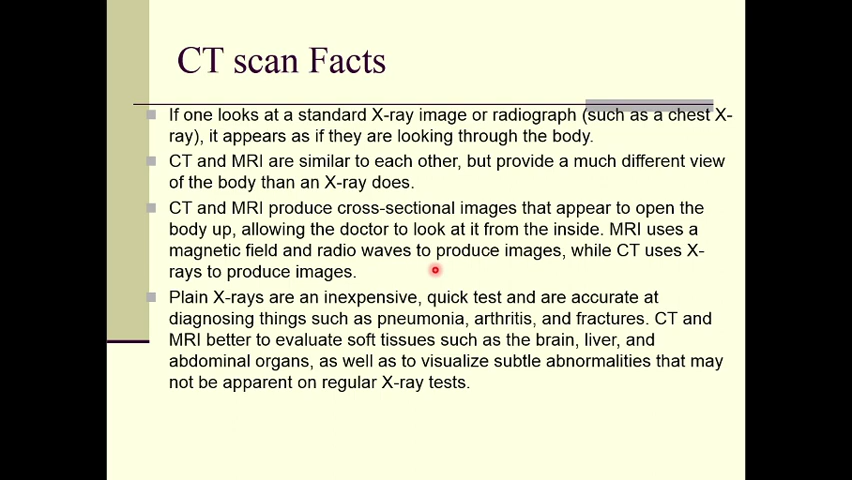 CT scan Facts
If one looks at a standard X-ray image or radiograph (such as a chest X-
ray), it appears as if they are looking through the body.
CT and MRI are similar to each other, but provide a much different view
of the body than an X-ray does.
CT and MRI produce cross-sectional images that appear to open the
body up, allowing the doctor to look at it from the inside. MRI uses a
magnetic field and radio waves to produce images, while CT uses X-
rays to produce images.
Plain X-rays are an inexpensive, quick test and are accurate at
diagnosing things such as pneumonia, arthritis, and fractures. CT and
MRI better to evaluate soft tissues such as the brain, liver, and
abdominal organs, as well as to visualize subtle abnormalities that may
not be apparent on regular X-ray tests.